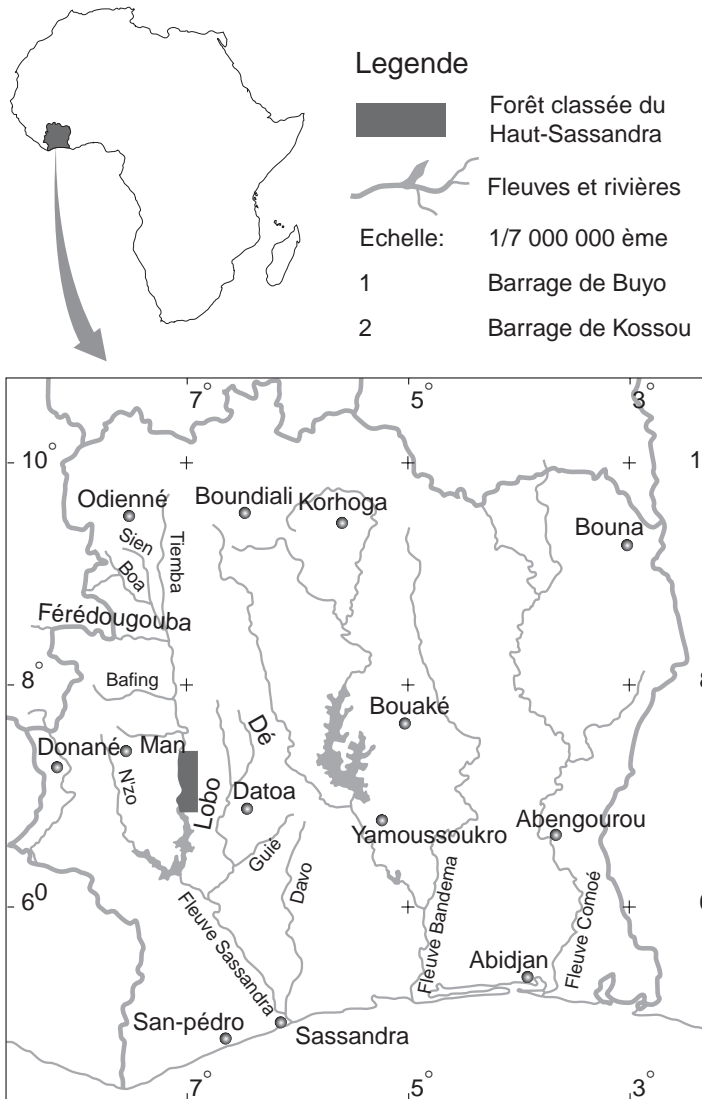 Legende
Forêt classée du
Haut-Sassandra
Fleuves et rivières
Echelle: 1/7 000 000 ème
1 Barrage de Buyo
2 Barrage de Kossou
7° 5° 3°
10° 1
Odienné Boundiali Korhoga
Bouna
Sien
Tiemba
Boa
Férédougouba
8° 8
Bafing
Bouaké
Dé
Donané Man
N'zo
Lobo
Datoa
Yamoussoukro
Abengourou
Guié
Davo
6⁰ 6
Fleuve Sassandra
Fleuve Bandema
Fleuve Comoé
Abidjan
San-pédro
Sassandra
7° 5° 3°